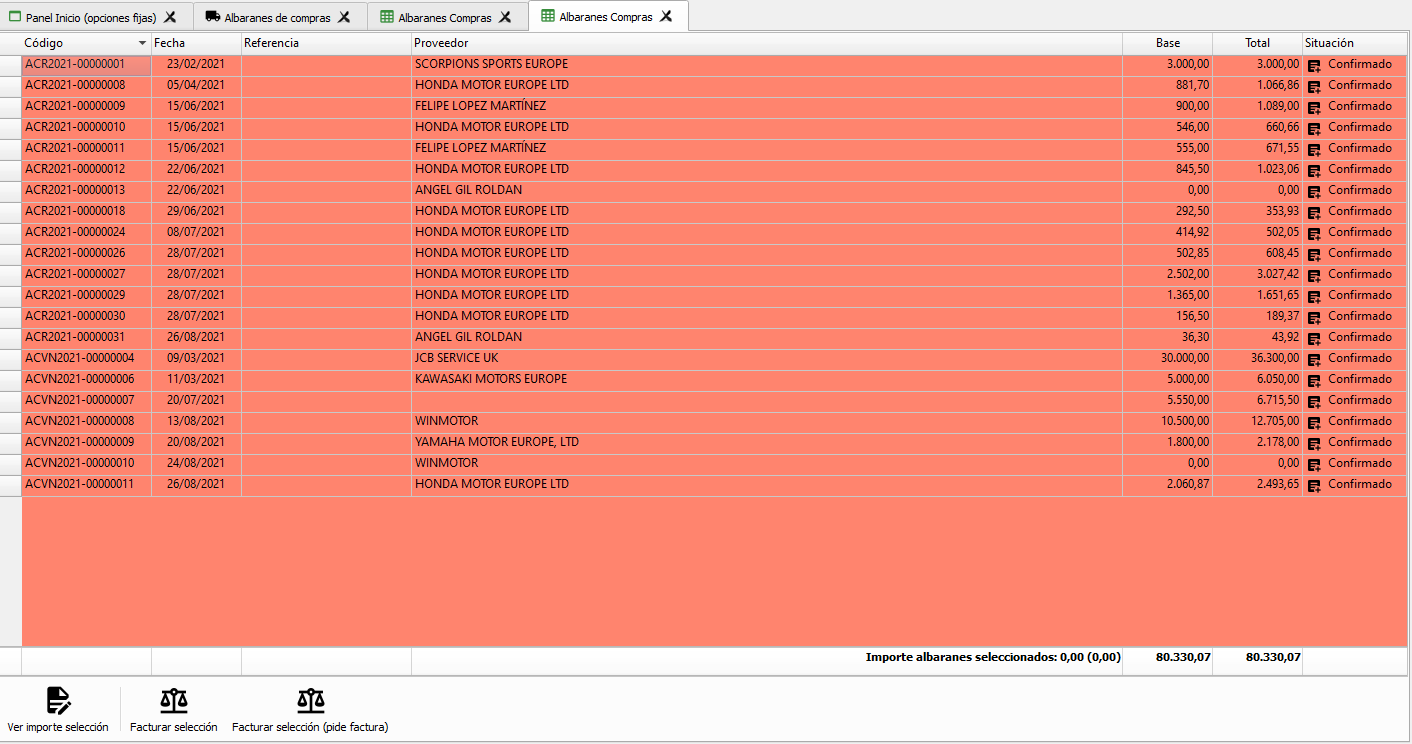 Panel Inicio (opciones fijas) Albaranes de compras Albaranes Compras Albaranes Compras
Código Fecha Referencia Proveedor Base Total Situación
ACR2021-00000001 23/02/2021 SCORPIONS SPORTS EUROPE 3.000,00 3.000,00 Confirmado
ACR2021-00000008 05/04/2021 HONDA MOTOR EUROPE LTD 881,70 1.066,86 Confirmado
ACR2021-00000009 15/06/2021 FELIPE LOPEZ MARTÍNEZ 900,00 1.089,00 Confirmado
ACR2021-00000010 15/06/2021 HONDA MOTOR EUROPE LTD 546,00 660,66 Confirmado
ACR2021-00000011 15/06/2021 FELIPE LOPEZ MARTÍNEZ 555,00 671,55 Confirmado
ACR2021-00000012 22/06/2021 HONDA MOTOR EUROPE LTD 845,50 1.023,06 Confirmado
ACR2021-00000013 22/06/2021 ANGEL GIL ROLDAN 0,00 0,00 Confirmado
ACR2021-00000018 29/06/2021 HONDA MOTOR EUROPE LTD 292,50 353,93 Confirmado
ACR2021-00000024 08/07/2021 HONDA MOTOR EUROPE LTD 414,92 502,05 Confirmado
ACR2021-00000026 28/07/2021 HONDA MOTOR EUROPE LTD 502,85 608,45 Confirmado
ACR2021-00000027 28/07/2021 HONDA MOTOR EUROPE LTD 2.502,00 3.027,42 Confirmado
ACR2021-00000029 28/07/2021 HONDA MOTOR EUROPE LTD 1.365,00 1.651,65 Confirmado
ACR2021-00000030 28/07/2021 HONDA MOTOR EUROPE LTD 156,50 189,37 Confirmado
ACR2021-00000031 26/08/2021 ANGEL GIL ROLDAN 36,30 43,92 Confirmado
ACVN2021-00000004 09/03/2021 JCB SERVICE UK 30.000,00 36.300,00 Confirmado
ACVN2021-00000006 11/03/2021 KAWASAKI MOTORS EUROPE 5.000,00 6.050,00 Confirmado
ACVN2021-00000007 20/07/2021 5.550,00 6.715,50 Confirmado
ACVN2021-00000008 13/08/2021 WINMOTOR 10.500,00 12.705,00 Confirmado
ACVN2021-00000009 20/08/2021 YAMAHA MOTOR EUROPE, LTD 1.800,00 2.178,00 Confirmado
ACVN2021-00000010 24/08/2021 WINMOTOR 0,00 0,00 Confirmado
ACVN2021-00000011 26/08/2021 HONDA MOTOR EUROPE LTD 2.060,87 2.493,65 Confirmado
Importe albaranes seleccionados: 0,00 (0,00) 80.330,07 80.330,07
Ver importe selección Facturar selección Facturar selección (pide factura)